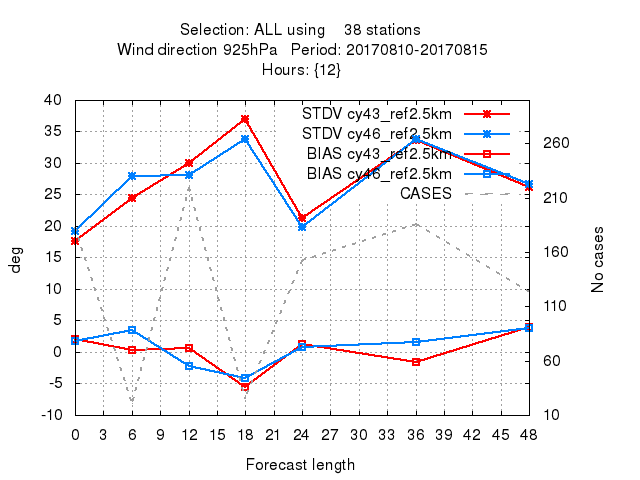 Selection: ALL using    38 stations
Wind direction 925hPa   Period: 20170810-20170815
Hours: {12}
40
35
30
25
20
15
10
5
0
-5
-10
deg
STDV cy43_ref2.5km
STDV cy46_ref2.5km
BIAS cy43_ref2.5km
BIAS cy46_ref2.5km
CASES
260
210
160
110
60
10
No cases
0 3 6 9 12 15 18 21 24 27 30 33 36 39 42 45 48
Forecast length